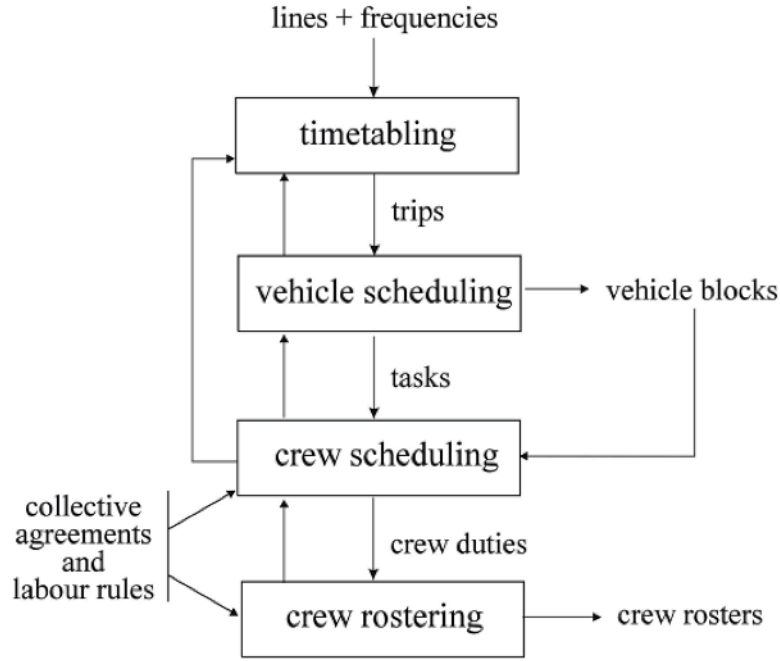 lines + frequencies
timetabling
trips
vehicle scheduling
vehicle blocks
tasks
crew scheduling
collective
agreements
and
labour rules
crew duties
crew rostering
crew rosters